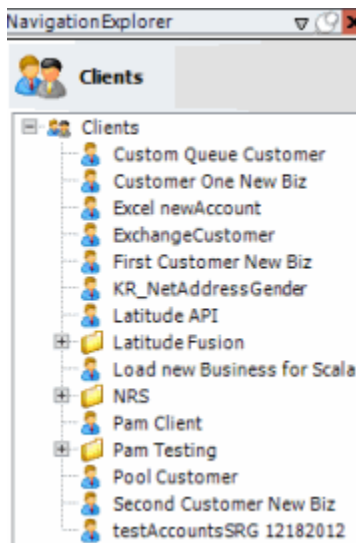 NavigationExplorer
Clients
Clients
Custom Queue Customer
Customer One New Biz
Excel newAccount
ExchangeCustomer
First Customer New Biz
KR_NetAddressGender
Latitude API
Latitude Fusion
Load new Business for Scala
NRS
Pam Client
Pam Testing
Pool Customer
Second Customer New Biz
testAccountsSRG 12182012